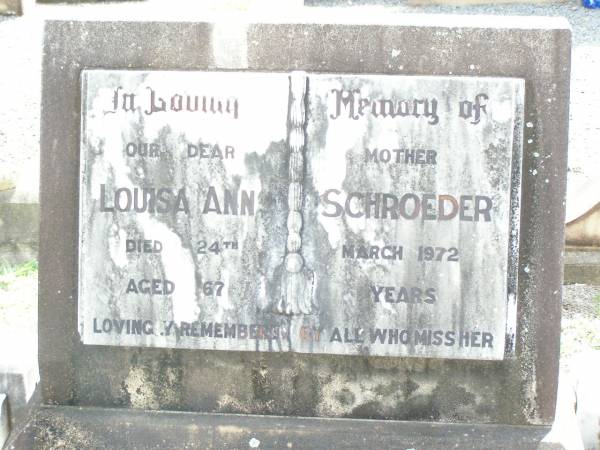 In Loving Memory of
OUR DEAR MOTHER
LOUISA ANN SCHROEDER
DIED 24TH MARCH 1972
AGED 67 YEARS
LOVINGLY REMEMBERED BY ALL WHO MISS HER